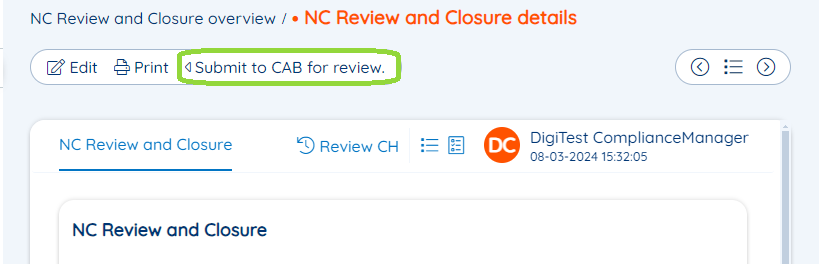 NC Review and Closure overview / • NC Review and Closure details
Edit Print Submit to CAB for review.
NC Review and Closure Review CH DC DigiTest ComplianceManager
08-03-2024 15:32:05
NC Review and Closure